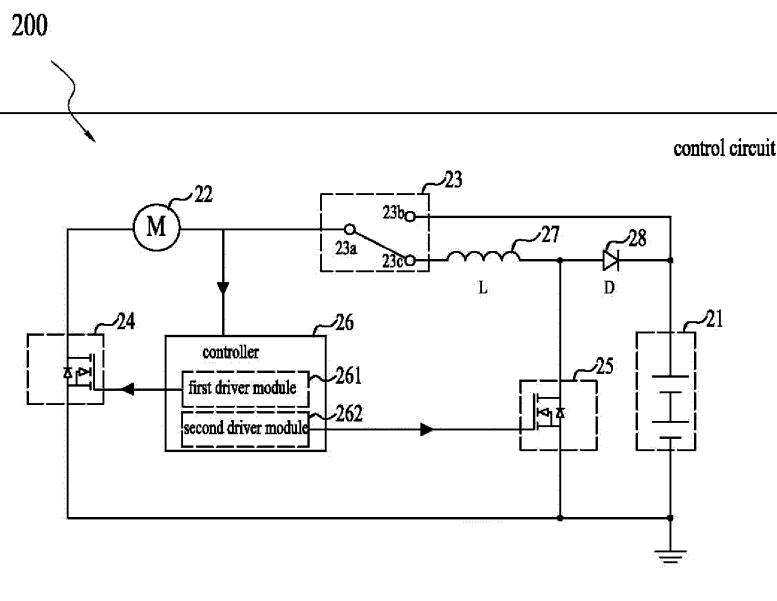 200
control circuit
22
M
23
23b
23a
23c
27
28
L
D
24
26
controller
21
first driver module
261
25
second driver module
262